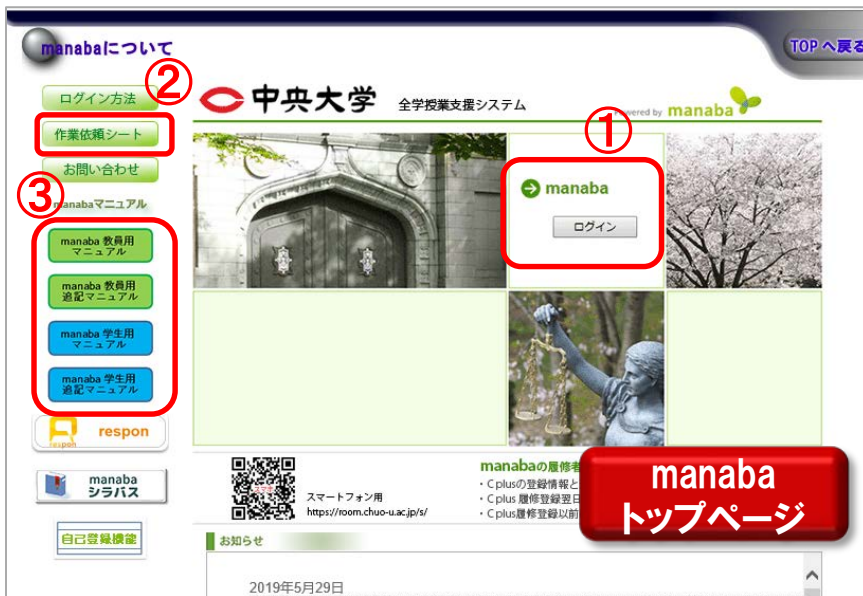 manabaについて
TOP へ戻る
②
ログイン方法
作業依頼シート
お問い合わせ
③
manabaマニュアル
manaba 教員用
マニュアル
manaba 教員用
追記マニュアル
manaba 学生用
マニュアル
manaba 学生用
追記マニュアル
respon
respon
manaba
シラバス
自己登録機能
中央大学 全学授業支援システム
Powered by manaba
①
manaba
ログイン
スマホ
スマートフォン用
https://room.chuo-u.ac.jp/s/
manabaの履修者
・Cplusの登録情報と
・Cplus 履修登録翌日
・Cplus履修登録以前
manaba
トップページ
お知らせ
2019年5月29日